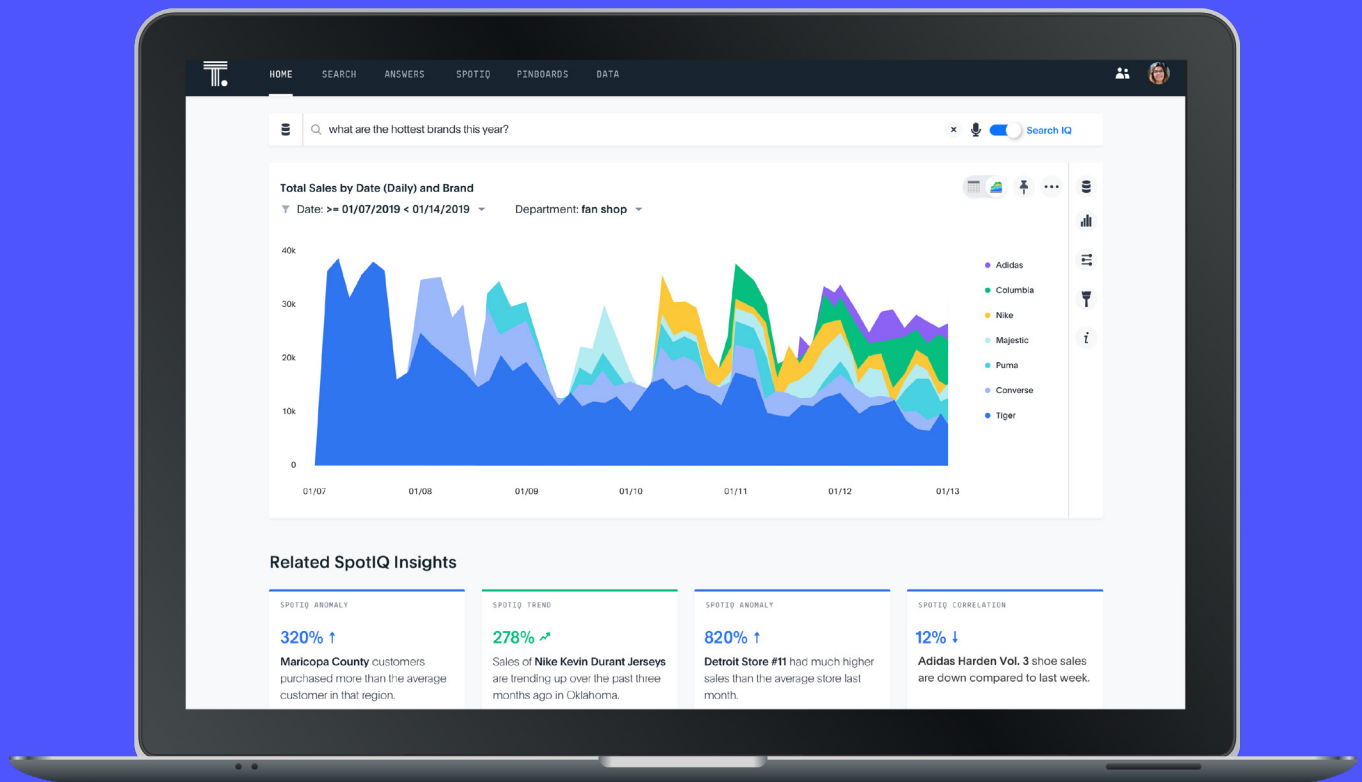 T.
HOME SEARCH ANSWERS SPOTIQ PINBOARDS DATA
what are the hottest brands this year?
Search IQ
Total Sales by Date (Daily) and Brand
Date: >= 01/07/2019 < 01/14/2019
Department: fan shop
40k
30k
20k
10k
0
01/07 01/08 01/09 01/10 01/11 01/12 01/13
Adidas
Columbia
Nike
Majestic
Puma
Converse
Tiger
i
Related SpotIQ Insights
SPOTIQ ANOMALY
320% ↑
Maricopa County customers
purchased more than the average
customer in that region.
SPOTIQ TREND
278%
Sales of Nike Kevin Durant Jerseys
are trending up over the past three
months ago in Oklahoma.
SPOTIQ ANOMALY
820% ↑
Detroit Store #11 had much higher
sales than the average store last
month.
SPOTIQ CORRELATION
12% ↓
Adidas Harden Vol. 3 shoe sales
are down compared to last week.